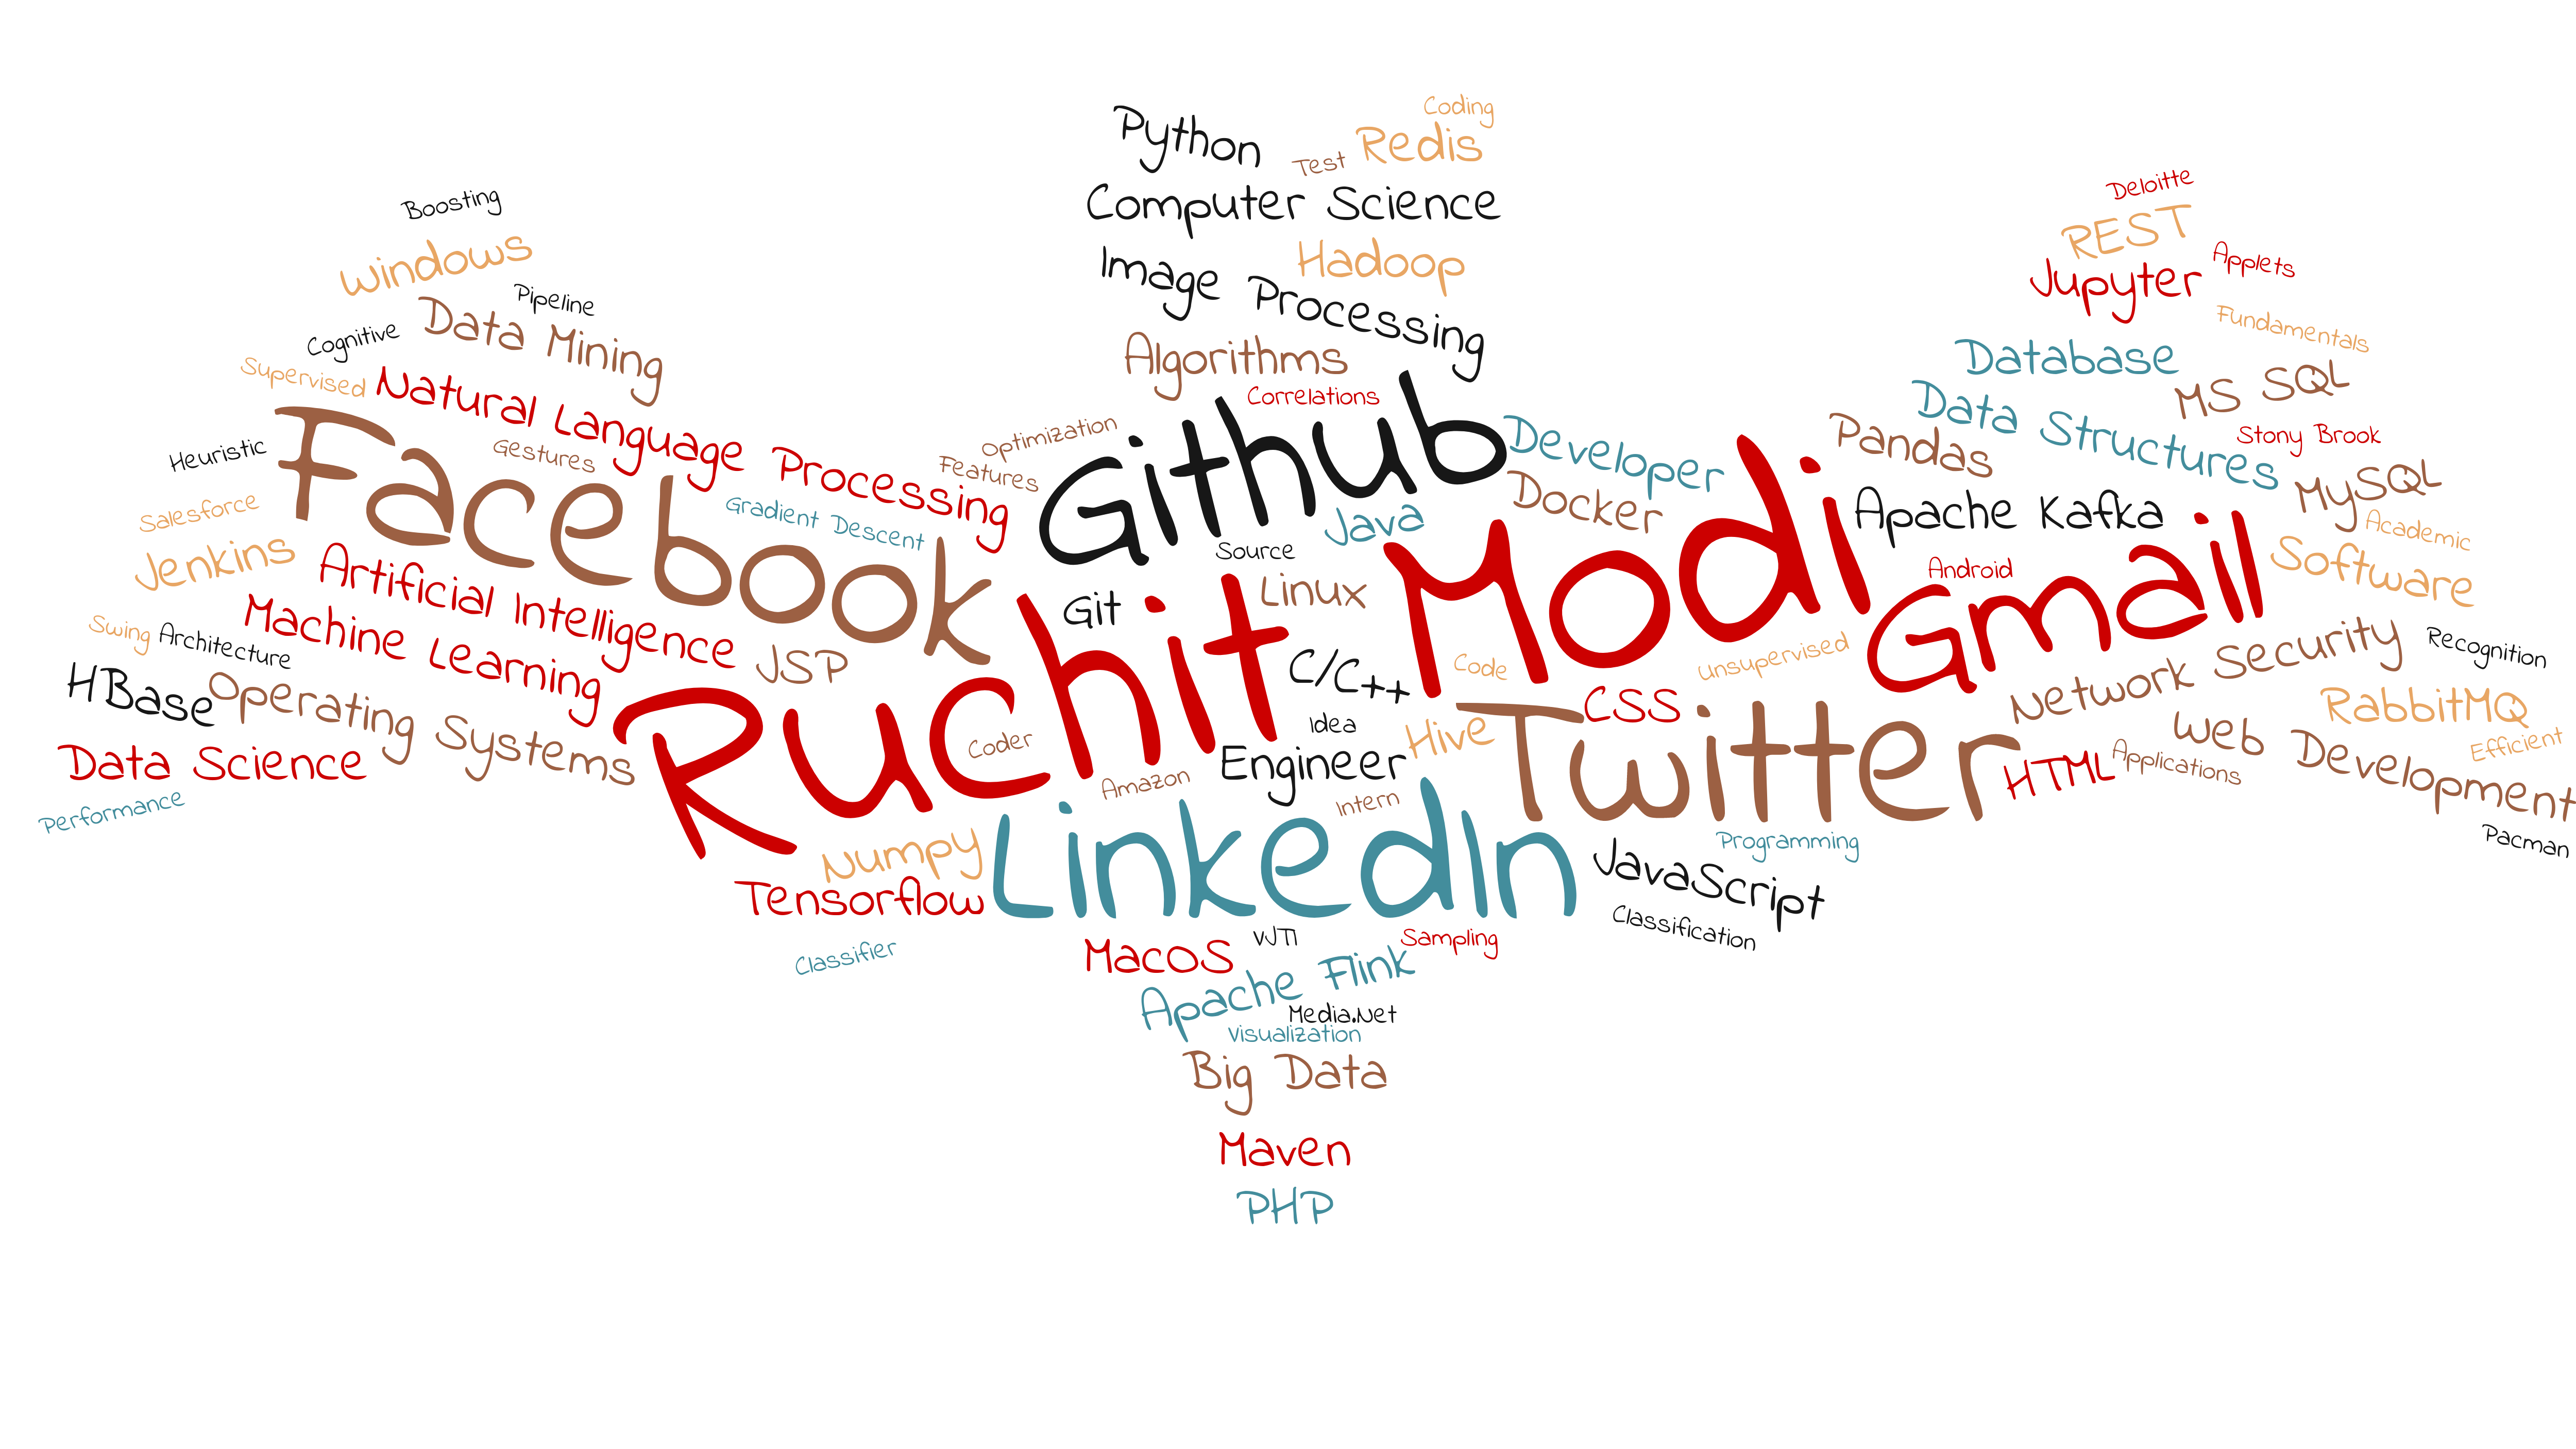 Coding
Python
Test
Redis
Deloitte
Boosting
Computer Science
REST
Windows
Image Processing
Hadoop
Applets
Jupyter
Pipeline
Data Mining
Cognitive
Fundamentals
Algorithms
Database
Supervised
Natural Language Processing
Correlations
MS SQL
Data Structures
Facebook
Github
Optimization
Developer
Pandas
Stony Brook
Heuristic
Gestures
Features
Docker
Modi
MySQL
Salesforce
Gradient Descent
Java
Apache Kafka
Academic
Jenkins
Source
Android
Gmail
Software
Artificial Intelligence
Linux
Git
Machine Learning
Swing
Architecture
JSP
Ruchit
C/C++
Code
Unsupervised
Network Security
Recognition
HBase
Operating Systems
CSS
RabbitMQ
Idea
Hive
Twitter
Web Development
Coder
Efficient
Data Science
Engineer
HTML
Applications
Amazon
Intern
Performance
LinkedIn
Programming
Pacman
Numpy
JavaScript
Tensorflow
Classification
VJTI
Sampling
MacOS
Classifier
Apache Flink
Media.Net
Visualization
Big Data
Maven
PHP